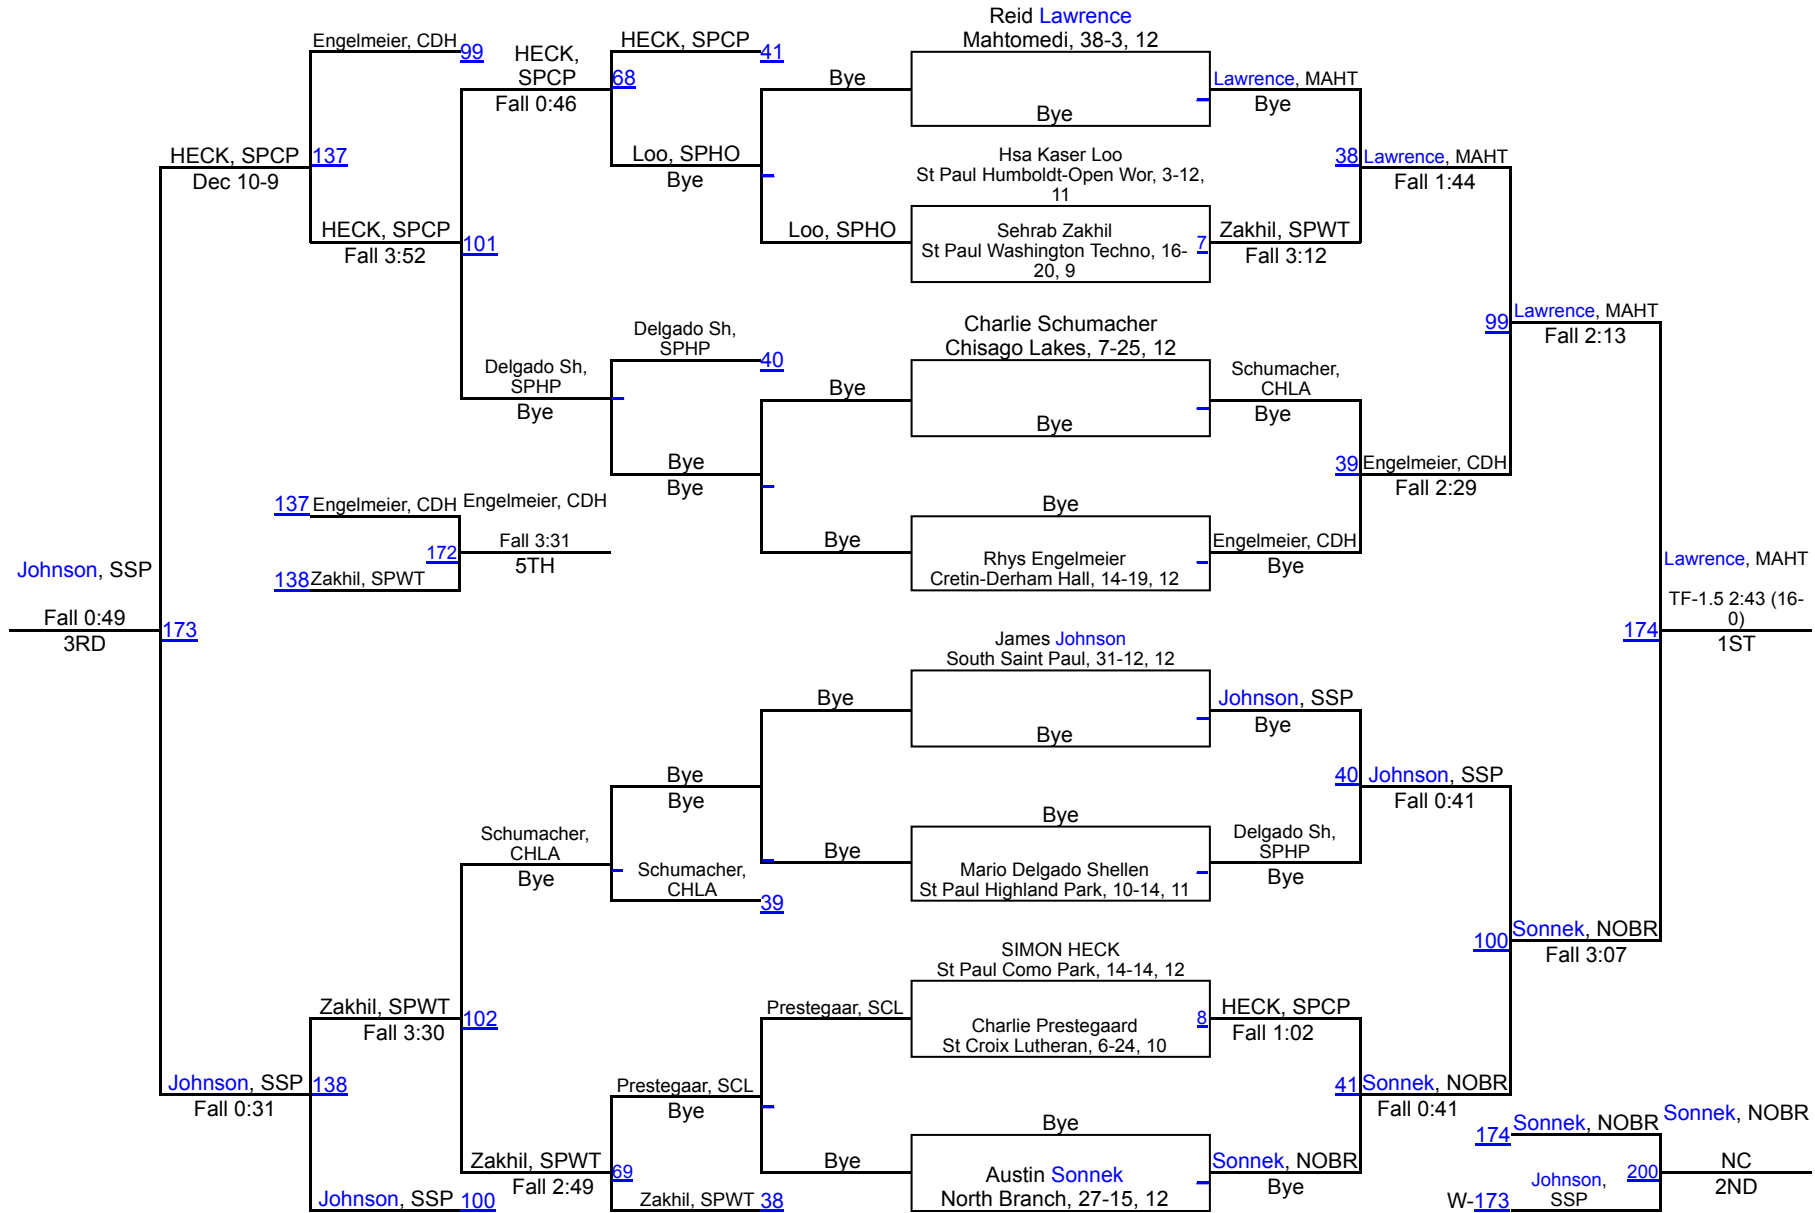 Reid Lawrence
Mahtomedi, 38-3, 12
Engelmeier, CDH 99
HECK, SPCP 41
HECK,
SPCP
68
Fall 0:46
Bye
Lawrence, MAHT
Bye
Bye
Loo, SPHO
Bye
Hsa Kaser Loo
St Paul Humboldt-Open Wor, 3-12,
11
HECK, SPCP 137
Dec 10-9
38 Lawrence, MAHT
Fall 1:44
HECK, SPCP 101
Fall 3:52
Loo, SPHO
Sehrab Zakhil
St Paul Washington Techno, 16-
20, 9
7
Zakhil, SPWT
Fall 3:12
Charlie Schumacher
Chisago Lakes, 7-25, 12
Delgado Sh,
SPHP
40
99 Lawrence, MAHT
Fall 2:13
Delgado Sh,
SPHP
Bye
Bye
Bye
Schumacher,
CHLA
Bye
Bye
Bye
39 Engelmeier, CDH
Fall 2:29
137 Engelmeier, CDH
Engelmeier, CDH
Fall 3:31
172
5TH
138 Zakhil, SPWT
Bye
Bye
Rhys Engelmeier
Cretin-Derham Hall, 14-19, 12
Engelmeier, CDH
Bye
Johnson, SSP
Fall 0:49
173
3RD
Lawrence, MAHT
TF-1.5 2:43 (16-
0)
174
1ST
James Johnson
South Saint Paul, 31-12, 12
Bye
Bye
Johnson, SSP
Bye
Bye
Bye
40 Johnson, SSP
Fall 0:41
Schumacher,
CHLA
Bye
Schumacher,
CHLA
39
Bye
Bye
Mario Delgado Shellen
St Paul Highland Park, 10-14, 11
Delgado Sh,
SPHP
Bye
100 Sonnek, NOBR
Fall 3:07
SIMON HECK
St Paul Como Park, 14-14, 12
Zakhil, SPWT 102
Fall 3:30
Prestegaar, SCL
Charlie Prestegaard
St Croix Lutheran, 6-24, 10
8
HECK, SPCP
Fall 1:02
Johnson, SSP 138
Fall 0:31
Prestegaar, SCL
Bye
41 Sonnek, NOBR
Fall 0:41
Zakhil, SPWT 69
Fall 2:49
Bye
Bye
Austin Sonnek
North Branch, 27-15, 12
Sonnek, NOBR
Bye
Johnson, SSP 100
Zakhil, SPWT 38
174 Sonnek, NOBR
Sonnek, NOBR
NC
200
2ND
W-173
Johnson,
SSP